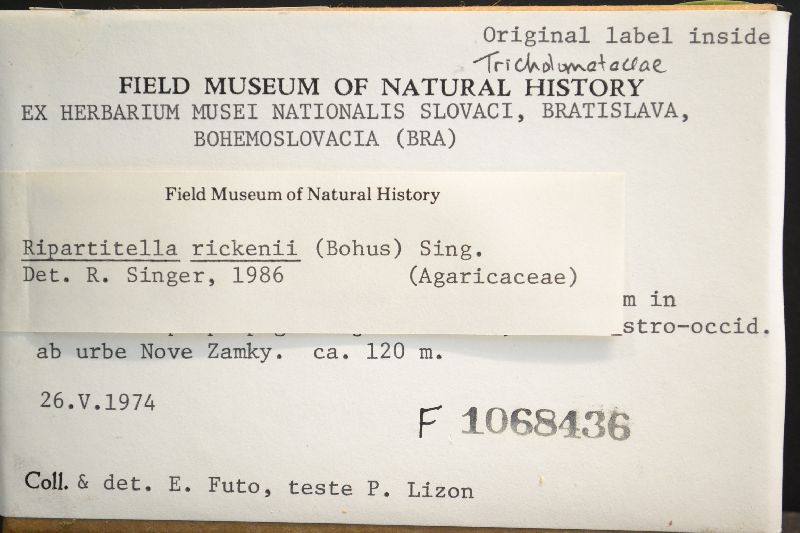 Original label inside
Tricholomataceae
FIELD MUSEUM OF NATURAL HISTORY
EX HERBARIUM MUSEI NATIONALIS SLOVACI, BRATISLAVA,
BOHEMOSLOVACIA (BRA)
Field Museum of Natural History
Ripartitella rickenii (Bohus) Sing.
Det. R. Singer, 1986 (Agaricaceae)
m in
stro-occid.
ab urbe Nove Zamky. ca. 120 m.
26.V.1974
F 1068436
Coll. & det. E. Futo, teste P. Lizon